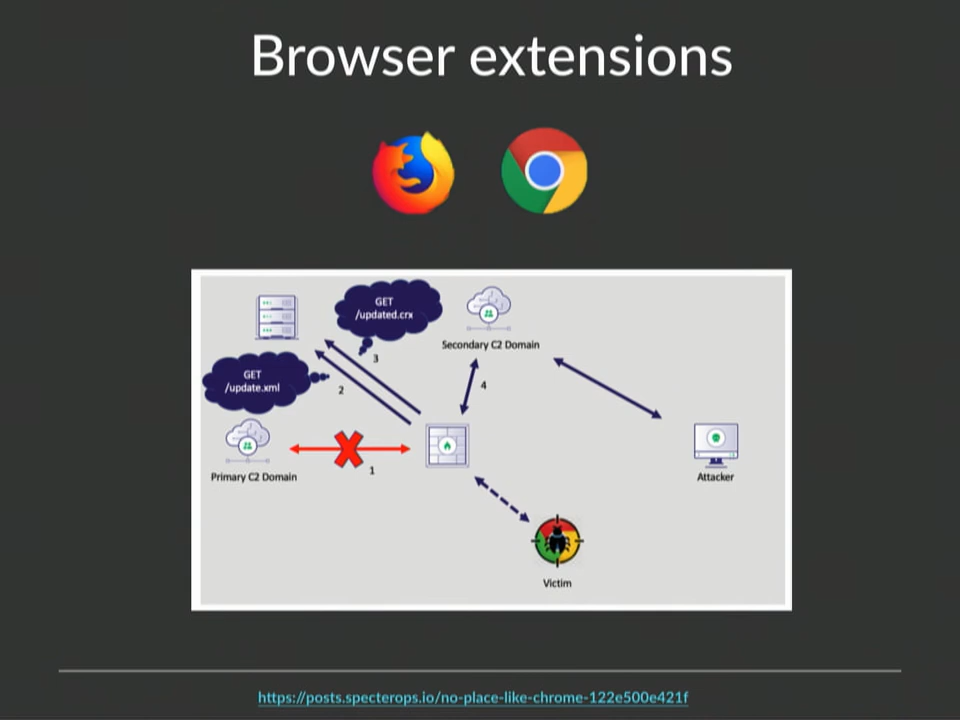 Browser extensions
GET
/updated.crx
Secondary C2 Domain
3
GET
/update.xml
2
4
1
Primary C2 Domain
Attacker
Victim
https://posts.specterops.io/no-place-like-chrome-122e500e421f